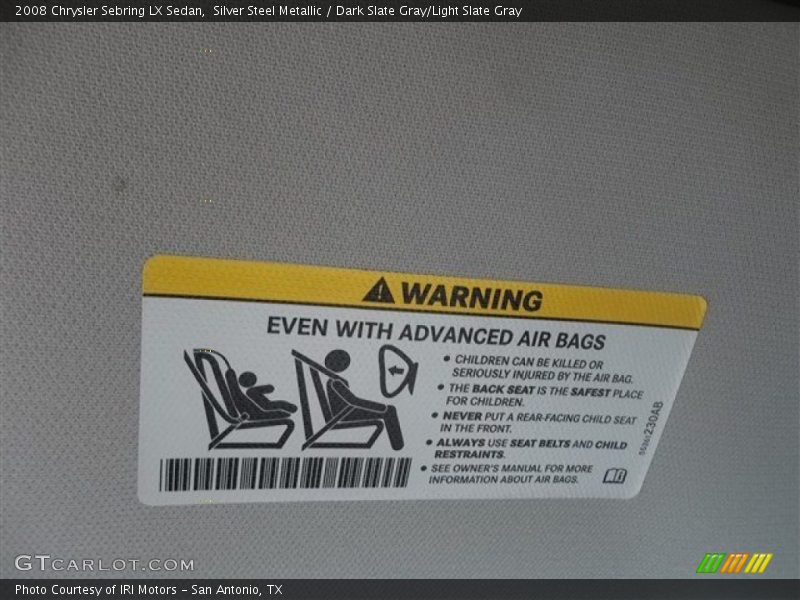 2008 Chrysler Sebring LX Sedan,  Silver Steel Metallic / Dark Slate Gray/Light Slate Gray
WARNING
EVEN WITH ADVANCED AIR BAGS
• CHILDREN CAN BE KILLED OR
SERIOUSLY INJURED BY THE AIR BAG.
• THE BACK SEAT IS THE SAFEST PLACE
FOR CHILDREN.
• NEVER PUT A REAR-FACING CHILD SEAT
IN THE FRONT.
• ALWAYS USE SEAT BELTS AND CHILD
RESTRAINTS.
• SEE OWNER'S MANUAL FOR MORE
INFORMATION ABOUT AIR BAGS.
230AB
GTCARLOT.COM
Photo Courtesy of IRI Motors – San Antonio, TX